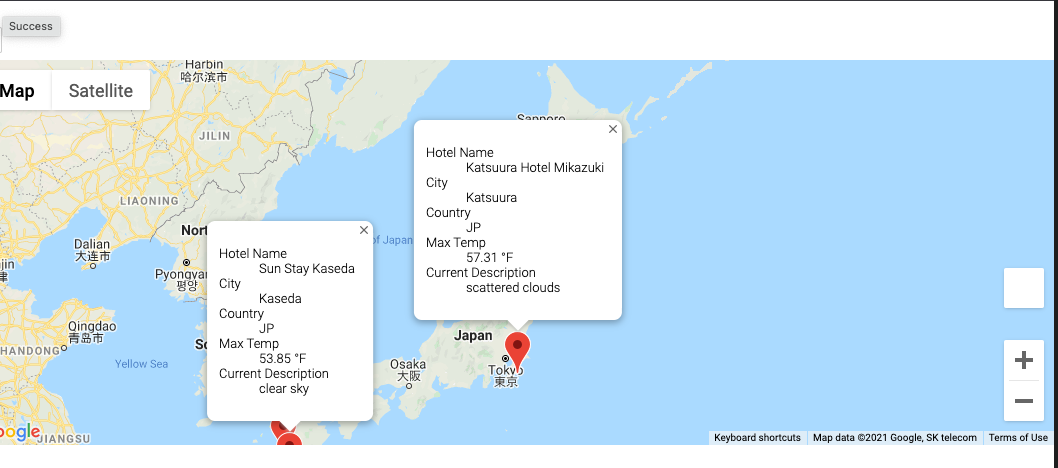 Success
Map
Satellite
Harbin
哈尔滨市
Sapporo
JILIN
LIAONING
Dalian
大连市
Pyongyan
평양
Qingdao
青岛市
Yellow Sea
of Japan
Japan
Osaka
大阪
Tokyo
東京
Hotel Name
Katsuura Hotel Mikazuki
City
Katsuura
Country
JP
Max Temp
57.31 °F
Current Description
scattered clouds
Hotel Name
Sun Stay Kaseda
City
Kaseda
Country
JP
Max Temp
53.85 °F
Current Description
clear sky
HANDONG
JIANGSU
oogle
Keyboard shortcuts
Map data ©2021 Google, SK telecom
Terms of Use